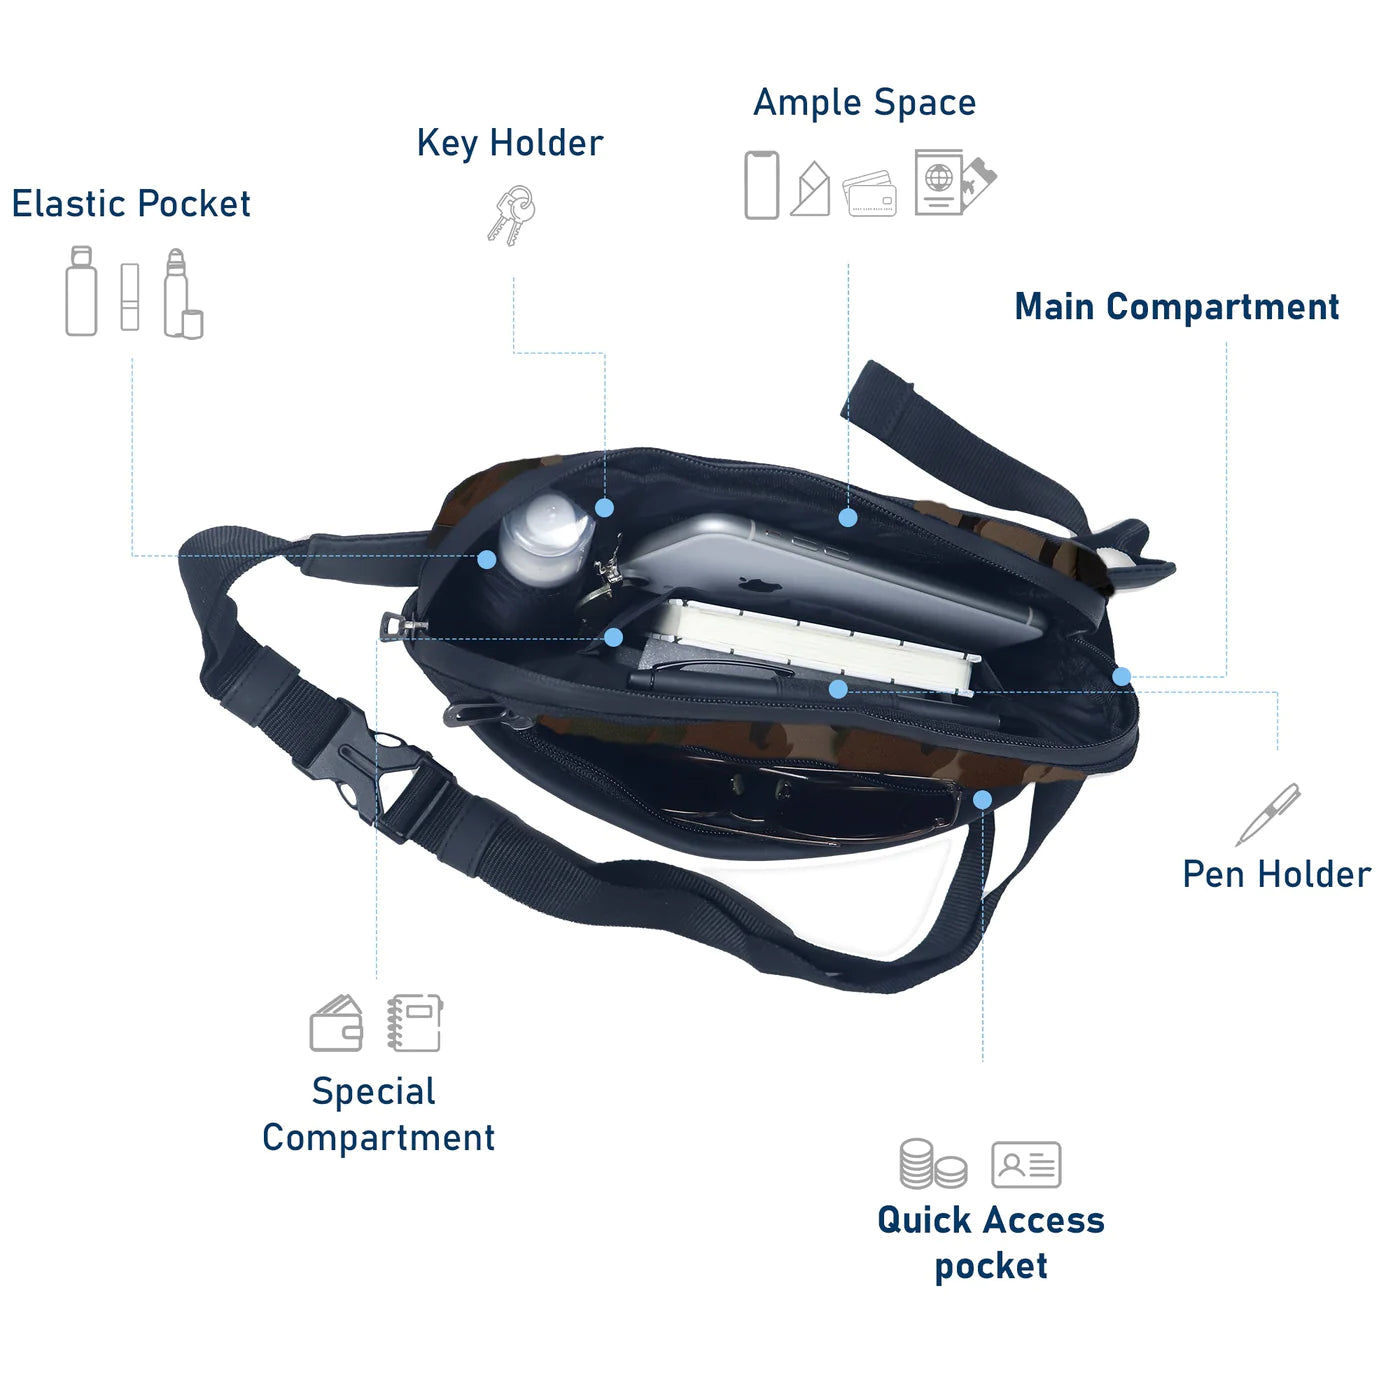 Ample Space
Key Holder
Elastic Pocket
Main Compartment
Pen Holder
Special
Compartment
Quick Access
pocket